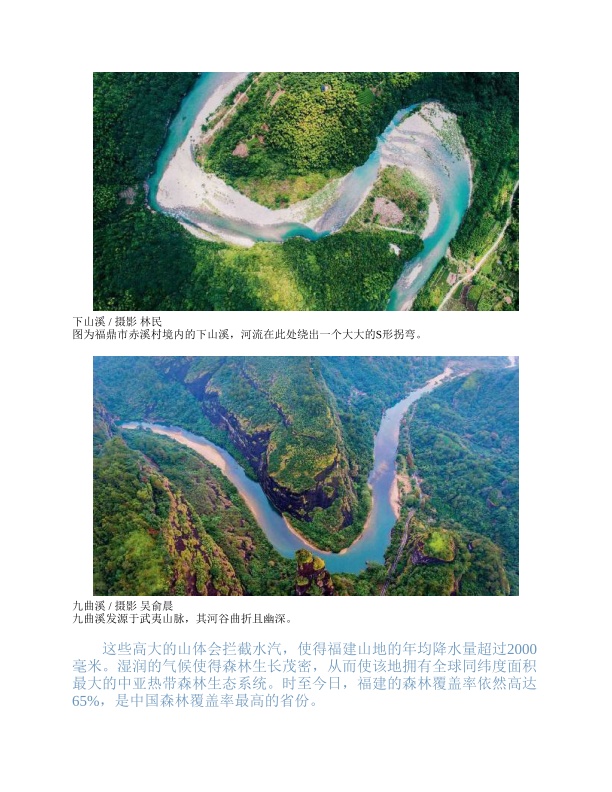 下山溪 / 摄影 林民
图为福鼎市赤溪村境内的下山溪，河流在此处绕出一个大大的S形拐弯。
九曲溪 / 摄影 吴俞晨
九曲溪发源于武夷山脉，其河谷曲折且幽深。
这些高大的山体会拦截水汽，使得福建山地的年均降水量超过2000
毫米。湿润的气候使得森林生长茂密，从而使该地拥有全球同纬度面积
最大的中亚热带森林生态系统。时至今日，福建的森林覆盖率依然高达
65%，是中国森林覆盖率最高的省份。